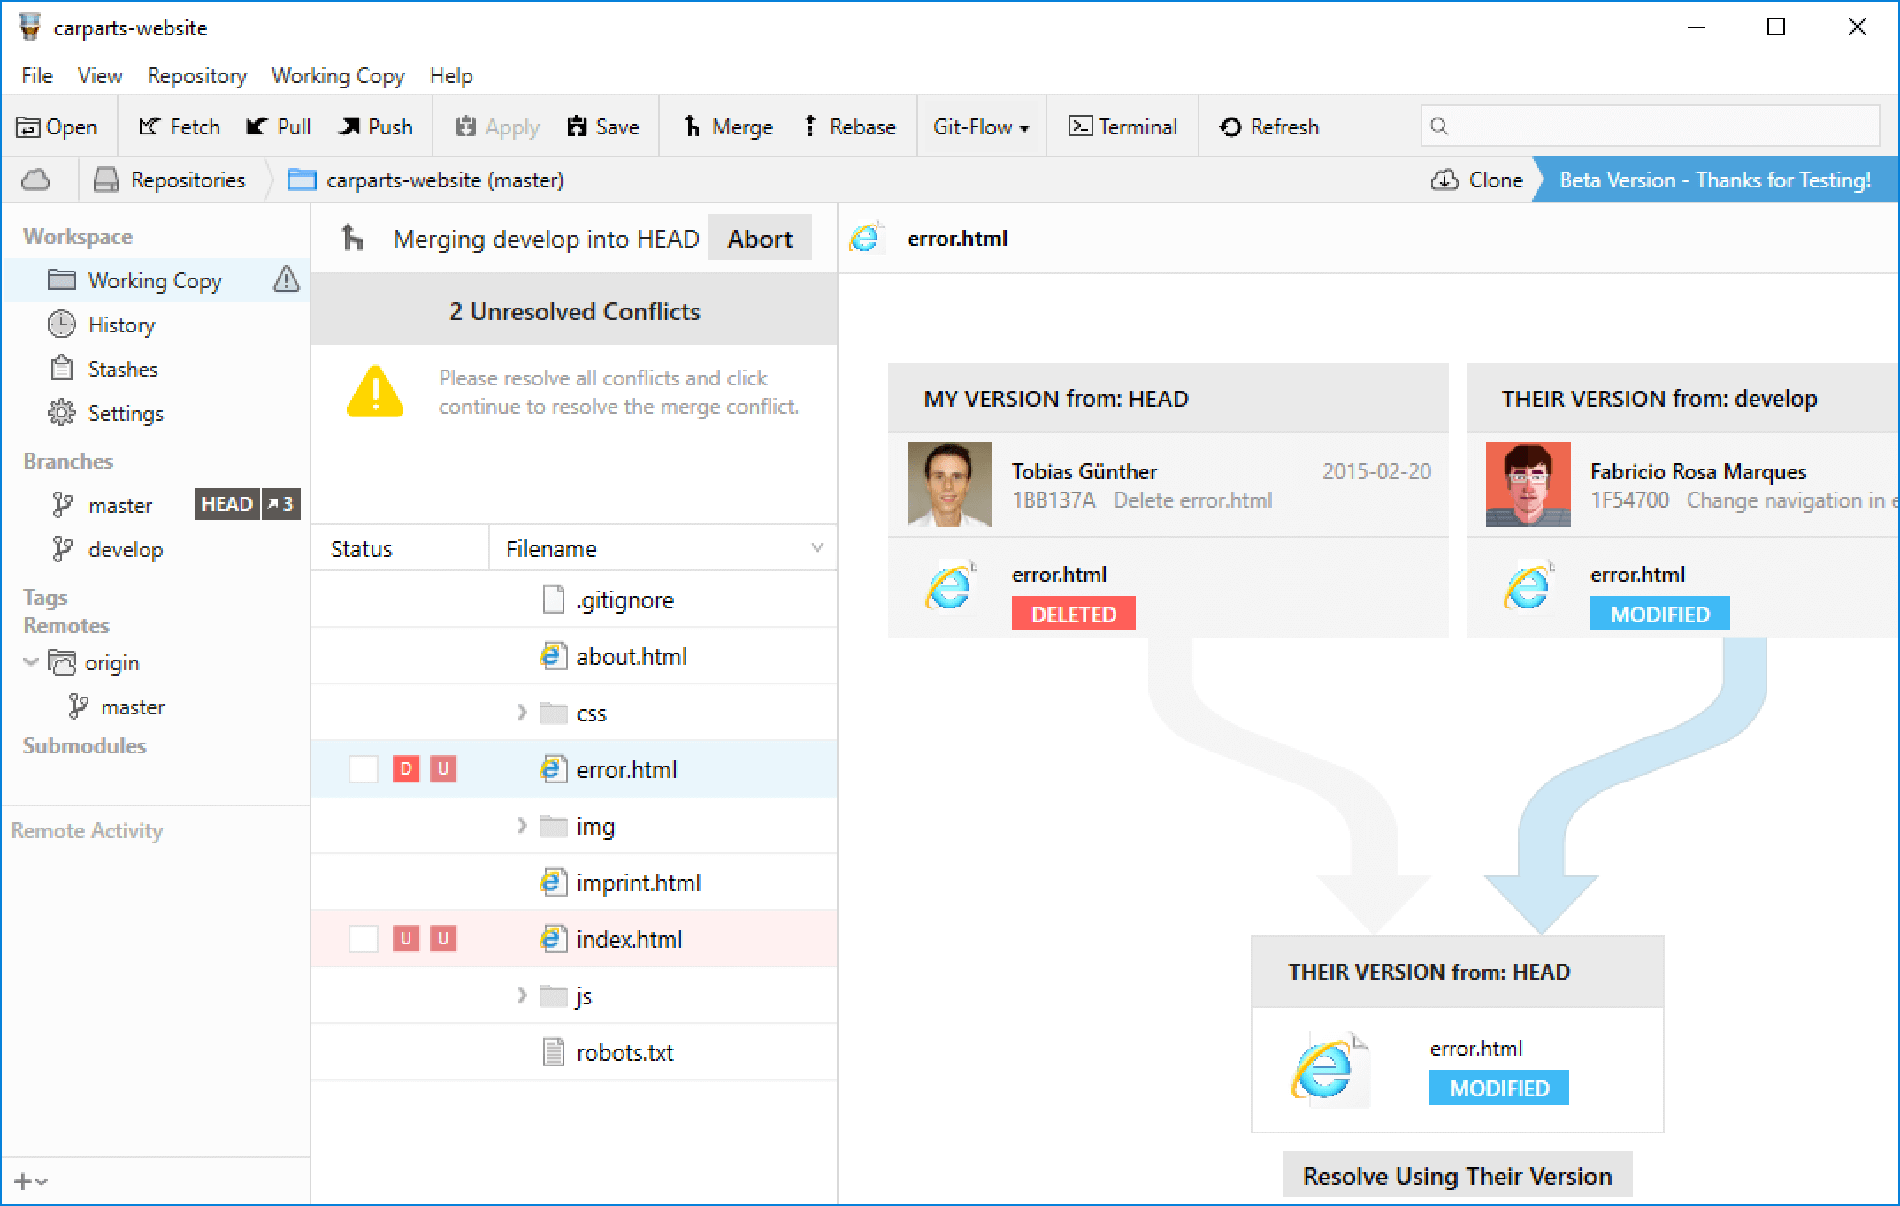 carparts-website
File View Repository Working Copy Help
Open Fetch Pull Push Apply Save Merge Rebase Git-Flow Terminal Refresh
Repositories carparts-website (master) Clone Beta Version - Thanks for Testing!
Workspace
Working Copy
History
Stashes
Settings
Branches
master HEAD 3
develop
Tags
Remotes
origin
master
Submodules
Remote Activity
Merging develop into HEAD Abort
2 Unresolved Conflicts
Please resolve all conflicts and click
continue to resolve the merge conflict.
Status Filename
.gitignore
about.html
css
D U error.html
img
imprint.html
U U index.html
js
robots.txt
error.html
MY VERSION from: HEAD
Tobias Günther 2015-02-20
1BB137A Delete error.html
error.html
DELETED
THEIR VERSION from: develop
Fabricio Rosa Marques
1F54700 Change navigation in e
error.html
MODIFIED
THEIR VERSION from: HEAD
error.html
MODIFIED
Resolve Using Their Version